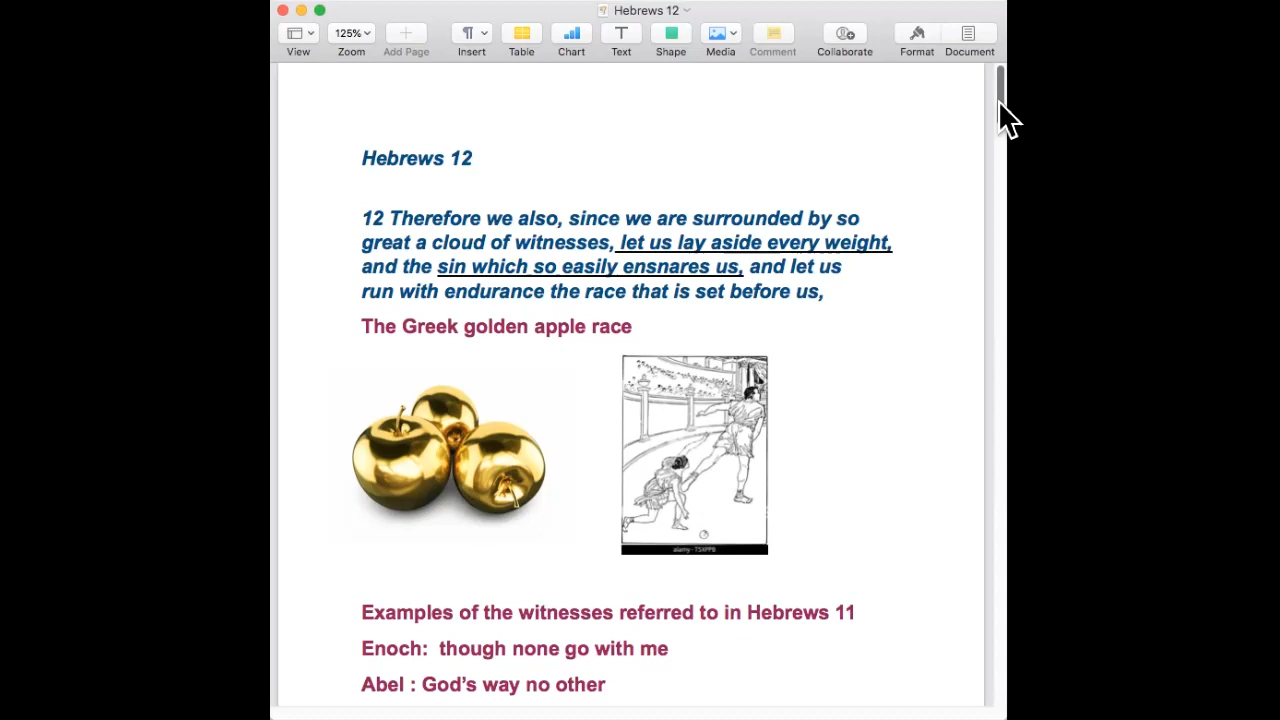 Hebrews 12
125%
View
Zoom
Add Page
Insert
Table
Chart
Text
Shape
Media
Comment
Collaborate
Format
Document
Hebrews 12
12 Therefore we also, since we are surrounded by so
great a cloud of witnesses, let us lay aside every weight,
and the sin which so easily ensnares us, and let us
run with endurance the race that is set before us,
The Greek golden apple race
alamy - TSXPPB
Examples of the witnesses referred to in Hebrews 11
Enoch:  though none go with me
Abel : God’s way no other